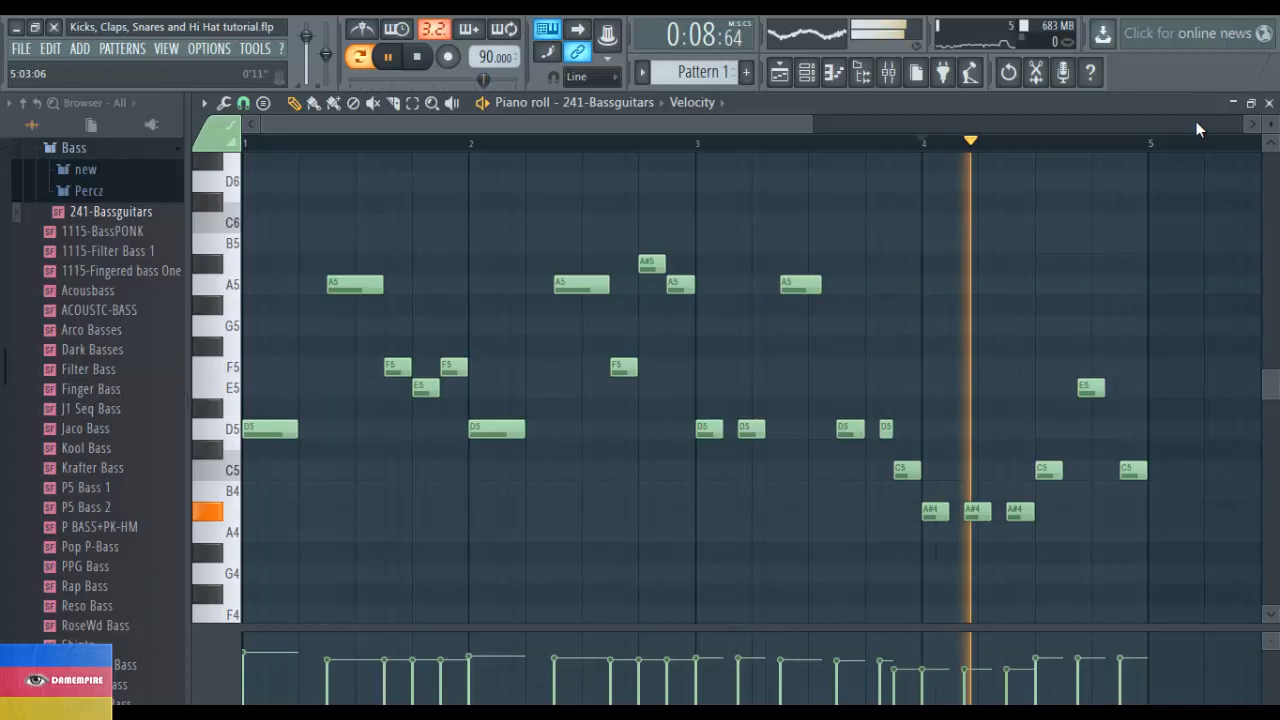 Kicks, Claps, Snares and Hi Hat tutorial.flp
FILE EDIT ADD PATTERNS VIEW OPTIONS TOOLS ?
5:03:06 0'11"
3.2
90.000
Line
0:08:64
M:S:CS
Pattern 1
5 683 MB
0
Click for online news
Browser - All
Piano roll - 241-Bassguitars Velocity
1 2 3 4 5
Bass
new
Percz
241-Bassguitars
1115-BassPONK
1115-Filter Bass 1
1115-Fingered bass One
Acousbass
ACOUSTC-BASS
Arco Basses
Dark Basses
Filter Bass
Finger Bass
J1 Seq Bass
Jaco Bass
Kool Bass
Krafter Bass
P5 Bass 1
P5 Bass 2
P BASS+PK-HM
Pop P-Bass
PPG Bass
Rap Bass
Reso Bass
RoseWd Bass
Bass
DAMEMPIRE
D6
C6
B5
A#5
A5 A5 A5 A5 A5
G5
F5 F5 F5 F5
E5 E5 E5
D5 D5 D5 D5 D5 D5 D5
C5 C5 C5 C5
B4
A#4 A#4 A#4
A4
G4
F4